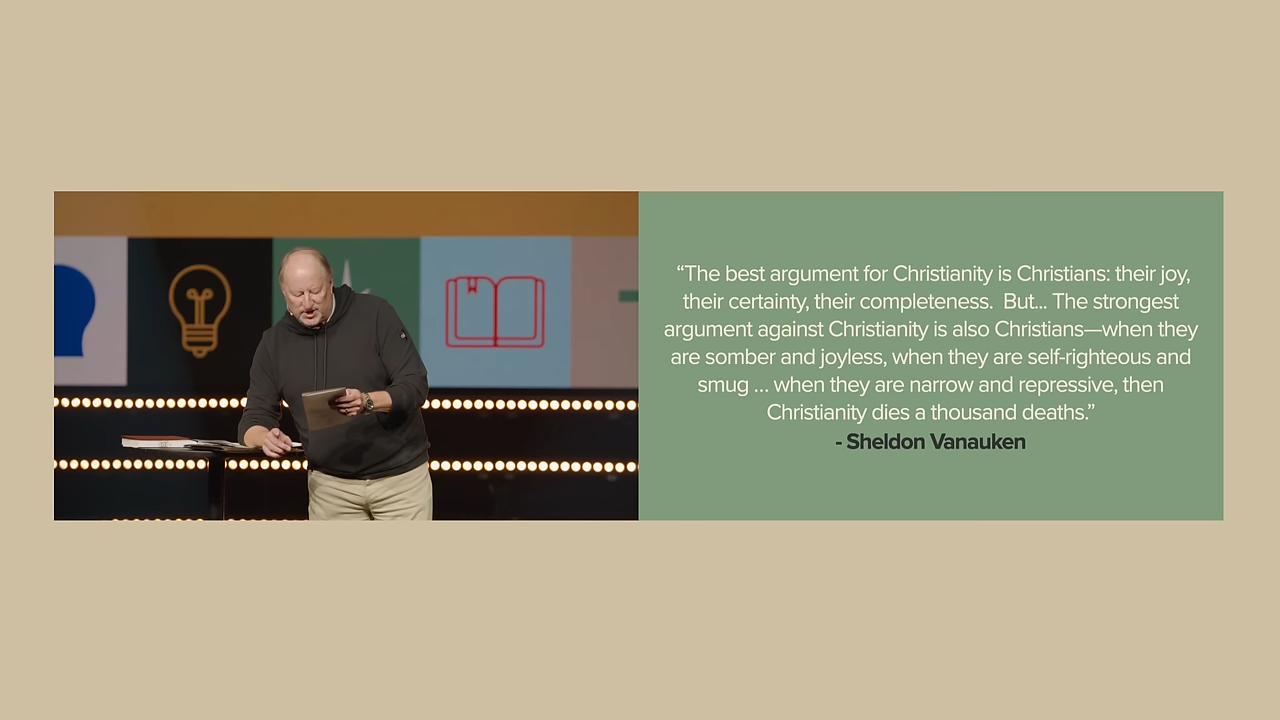 “The best argument for Christianity is Christians: their joy,
their certainty, their completeness.  But... The strongest
argument against Christianity is also Christians—when they
are somber and joyless, when they are self-righteous and
smug ... when they are narrow and repressive, then
Christianity dies a thousand deaths.”
- Sheldon Vanauken